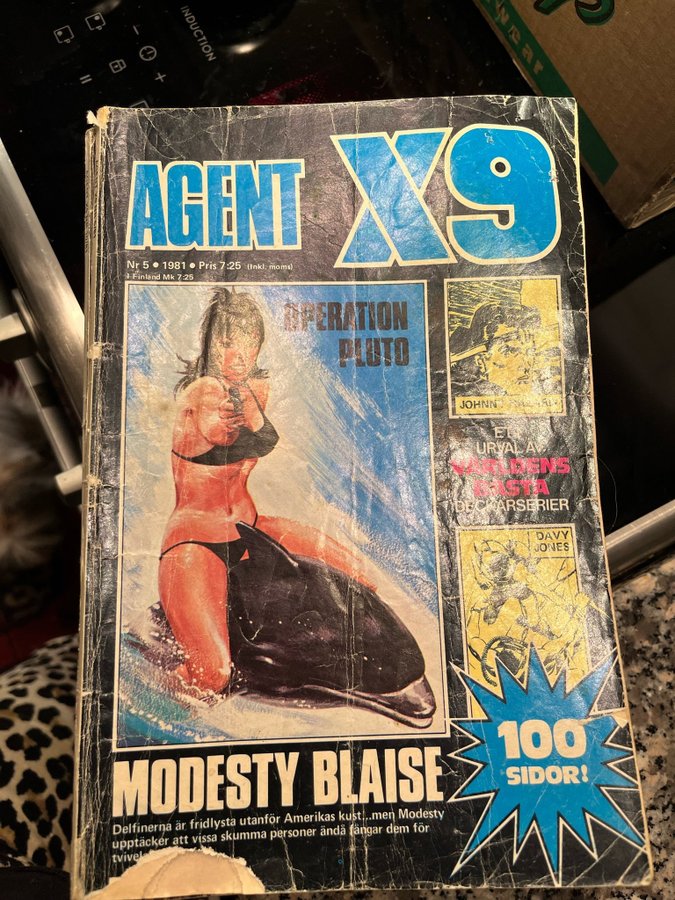 INDUCTION
AGENT X9
Nr 5 • 1981 • Pris 7:25 (Inkl. moms)
I Finland Mk 7:25
OPERATION
PLUTO
JOHNNY
URVAL AV
VÄRLDENS
BÄSTA
DECKARSERIER
DAVY
JONES
100
SIDOR!
MODESTY BLAISE
Delfinerna är fridlysta utanför Amerikas kust...men Modesty
upptäcker att vissa skumma personer ändå fångar dem för